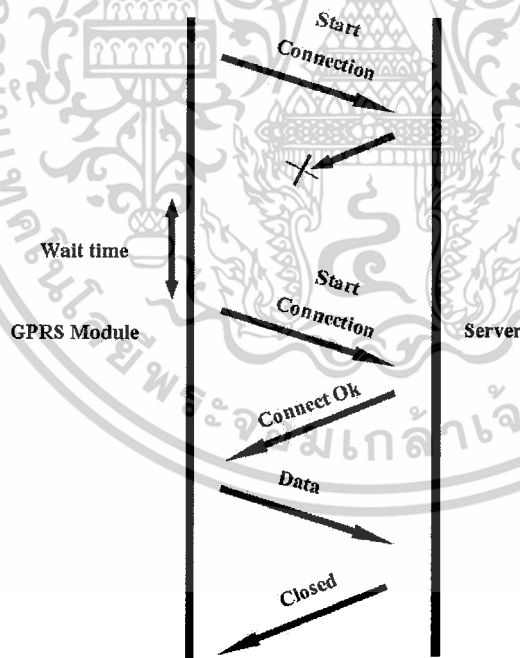 Start
Connection
Wait time
Start
Connection
GPRS Module
Server
Connect Ok
Data
Closed